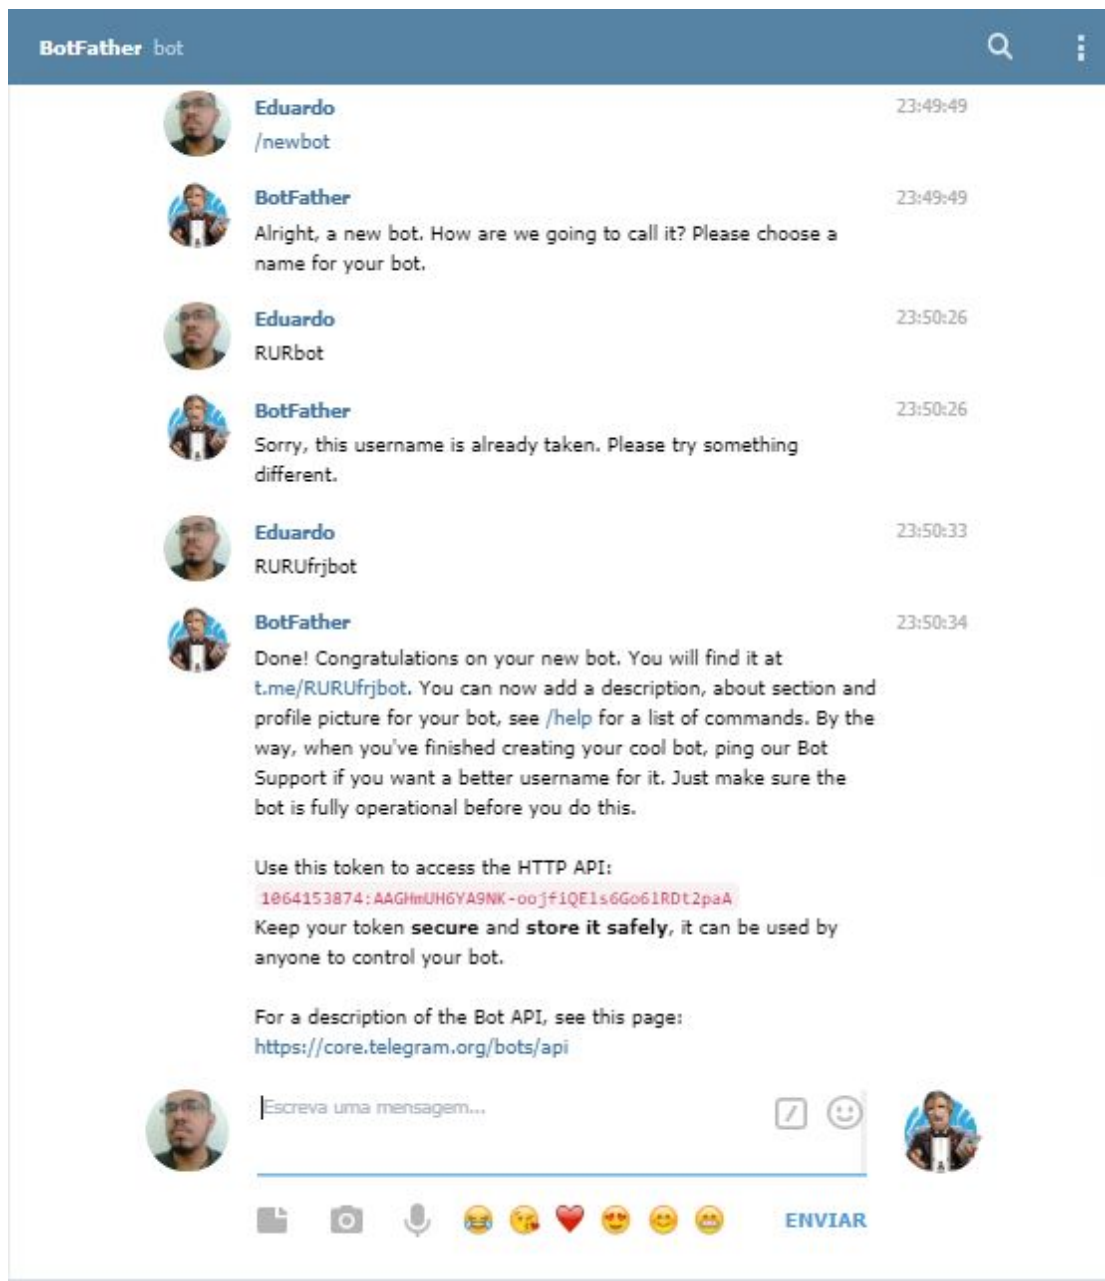 BotFather bot
Eduardo 23:49:49
/newbot
BotFather 23:49:49
Alright, a new bot. How are we going to call it? Please choose a
name for your bot.
Eduardo 23:50:26
RURbot
BotFather 23:50:26
Sorry, this username is already taken. Please try something
different.
Eduardo 23:50:33
RURUfrjbot
BotFather 23:50:34
Done! Congratulations on your new bot. You will find it at
t.me/RURUfrjbot. You can now add a description, about section and
profile picture for your bot, see /help for a list of commands. By the
way, when you've finished creating your cool bot, ping our Bot
Support if you want a better username for it. Just make sure the
bot is fully operational before you do this.
Use this token to access the HTTP API:
Keep your token secure and store it safely, it can be used by
anyone to control your bot.
For a description of the Bot API, see this page:
https://core.telegram.org/bots/api
Escreva uma mensagem...
ENVIAR